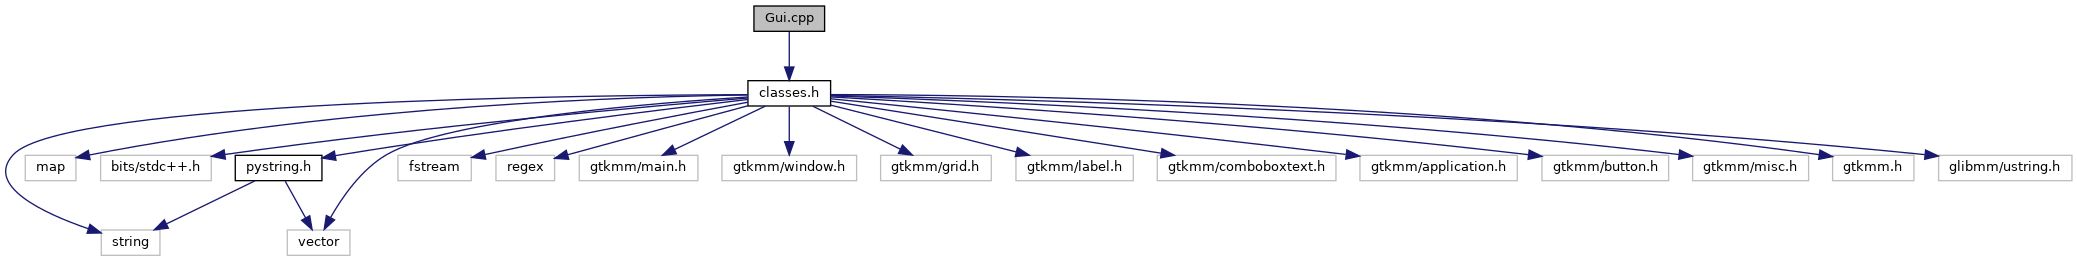 Gui.cpp
classes.h
map
bits/stdc++.h
pystring.h
fstream
regex
gtkmm/main.h
gtkmm/window.h
gtkmm/grid.h
gtkmm/label.h
gtkmm/comboboxtext.h
gtkmm/application.h
gtkmm/button.h
gtkmm/misc.h
gtkmm.h
glibmm/ustring.h
string
vector